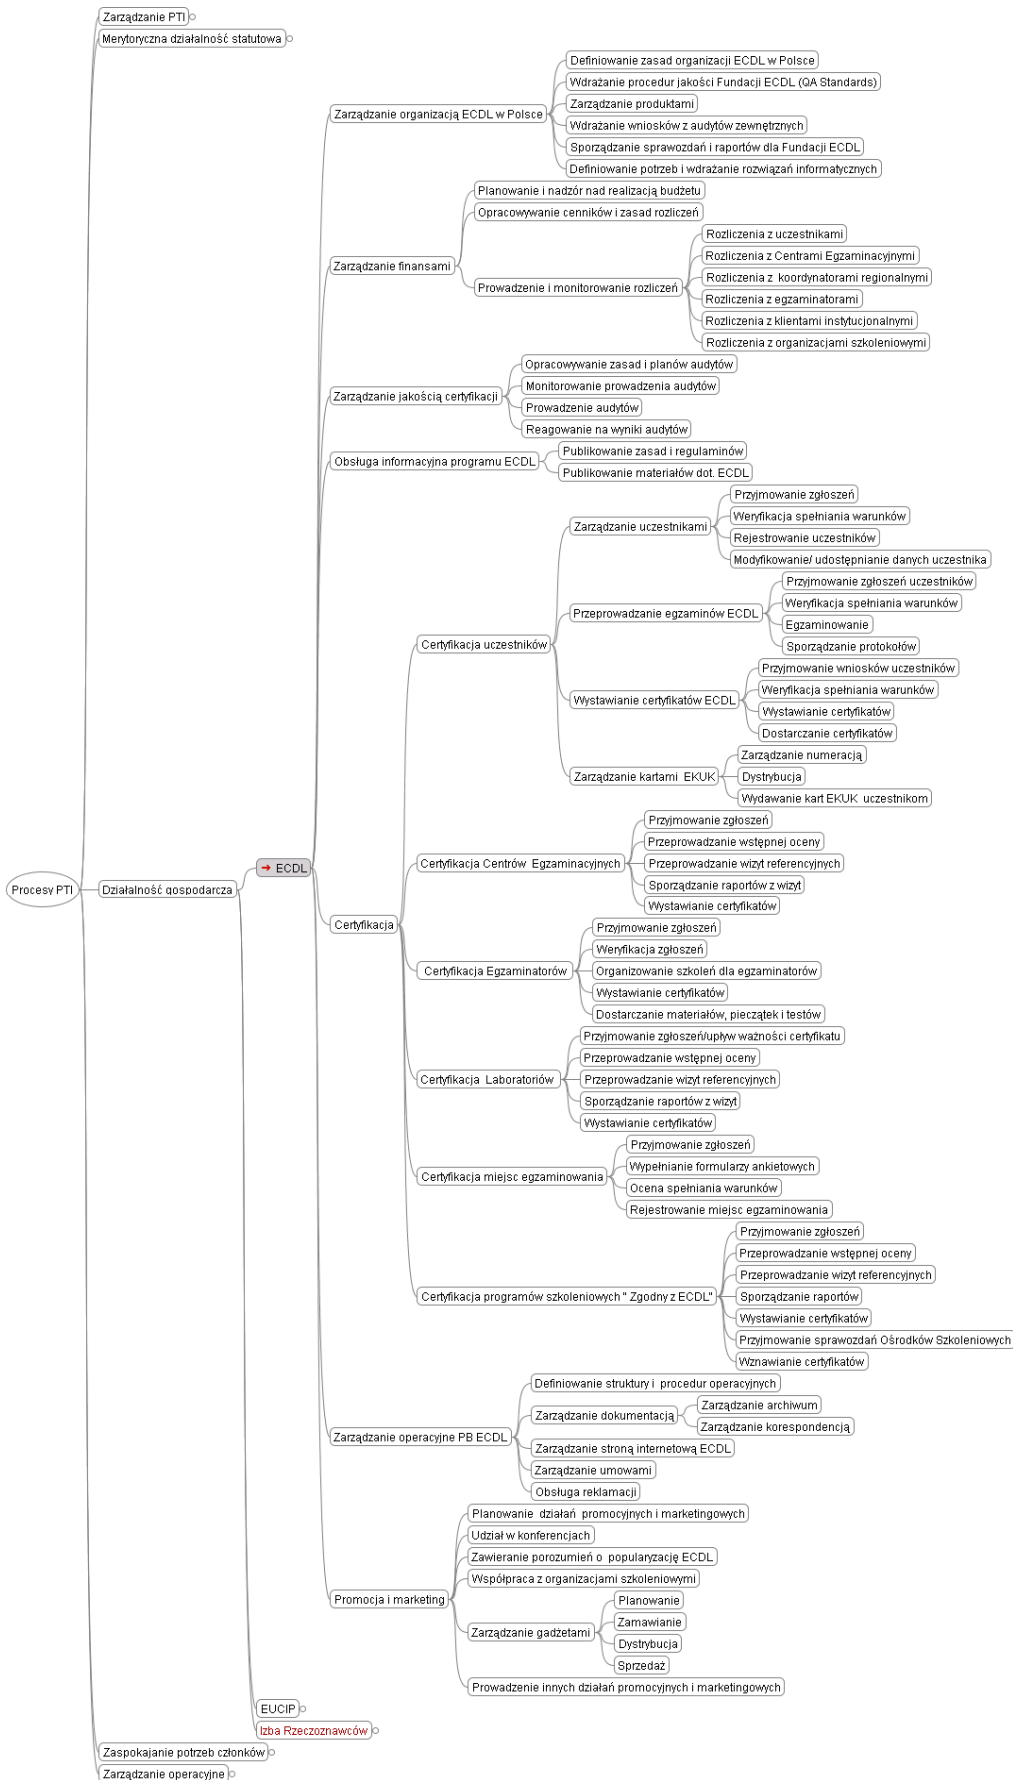 Zarządzanie PTI
Merytoryczna działalność statutowa
Definiowanie zasad organizacji ECDL w Polsce
Wdrażanie procedur jakości Fundacji ECDL (QA Standards)
Zarządzanie produktami
Zarządzanie organizacją ECDL w Polsce
Wdrażanie wniosków z audytów zewnętrznych
Sporządzanie sprawozdań i raportów dla Fundacji ECDL
Definiowanie potrzeb i wdrażanie rozwiązań informatycznych
Planowanie i nadzór nad realizacją budżetu
Opracowywanie cenników i zasad rozliczeń
Zarządzanie finansami
Prowadzenie i monitorowanie rozliczeń
Rozliczenia z uczestnikami
Rozliczenia z Centrami Egzaminacyjnymi
Rozliczenia z  koordynatorami regionalnymi
Rozliczenia z egzaminatorami
Rozliczenia z klientami instytucjonalnymi
Rozliczenia z organizacjami szkoleniowymi
Zarządzanie jakością certyfikacji
Opracowywanie zasad i planów audytów
Monitorowanie prowadzenia audytów
Prowadzenie audytów
Reagowanie na wyniki audytów
Obsługa informacyjna programu ECDL
Publikowanie zasad i regulaminów
Publikowanie materiałów dot. ECDL
Zarządzanie uczestnikami
Przyjmowanie zgłoszeń
Weryfikacja spełniania warunków
Rejestrowanie uczestników
Modyfikowanie/ udostępnianie danych uczestnika
Przeprowadzanie egzaminów ECDL
Przyjmowanie zgłoszeń uczestników
Weryfikacja spełniania warunków
Egzaminowanie
Sporządzanie protokołów
Certyfikacja uczestników
Wystawianie certyfikatów ECDL
Przyjmowanie wniosków uczestników
Weryfikacja spełniania warunków
Wystawianie certyfikatów
Dostarczanie certyfikatów
Zarządzanie kartami  EKUK
Zarządzanie numeracją
Dystrybucja
Wydawanie kart EKUK  uczestnikom
Certyfikacja Centrów  Egzaminacyjnych
Przyjmowanie zgłoszeń
Przeprowadzanie wstępnej oceny
Przeprowadzanie wizyt referencyjnych
Sporządzanie raportów z wizyt
Wystawianie certyfikatów
ECDL
Procesy PTI
Działalność gospodarcza
Certyfikacja
Certyfikacja Egzaminatorów
Przyjmowanie zgłoszeń
Weryfikacja zgłoszeń
Organizowanie szkoleń dla egzaminatorów
Wystawianie certyfikatów
Dostarczanie materiałów, pieczątek i testów
Certyfikacja  Laboratoriów
Przyjmowanie zgłoszeń/upływ ważności certyfikatu
Przeprowadzanie wstępnej oceny
Przeprowadzanie wizyt referencyjnych
Sporządzanie raportów z wizyt
Wystawianie certyfikatów
Certyfikacja miejsc egzaminowania
Przyjmowanie zgłoszeń
Wypełnianie formularzy ankietowych
Ocena spełniania warunków
Rejestrowanie miejsc egzaminowania
Certyfikacja programów szkoleniowych " Zgodny z ECDL"
Przyjmowanie zgłoszeń
Przeprowadzanie wstępnej oceny
Przeprowadzanie wizyt referencyjnych
Sporządzanie raportów
Wystawianie certyfikatów
Przyjmowanie sprawozdań Ośrodków Szkoleniowych
Wznawianie certyfikatów
Zarządzanie operacyjne PB ECDL
Definiowanie struktury i  procedur operacyjnych
Zarządzanie dokumentacją
Zarządzanie archiwum
Zarządzanie korespondencją
Zarządzanie stroną internetową ECDL
Zarządzanie umowami
Obsługa reklamacji
Promocja i marketing
Planowanie  działań  promocyjnych i marketingowych
Udział w konferencjach
Zawieranie porozumień o  popularyzację ECDL
Współpraca z organizacjami szkoleniowymi
Zarządzanie gadżetami
Planowanie
Zamawianie
Dystrybucja
Sprzedaż
Prowadzenie innych działań promocyjnych i marketingowych
EUCIP
Izba Rzeczoznawców
Zaspokajanie potrzeb członków
Zarządzanie operacyjne